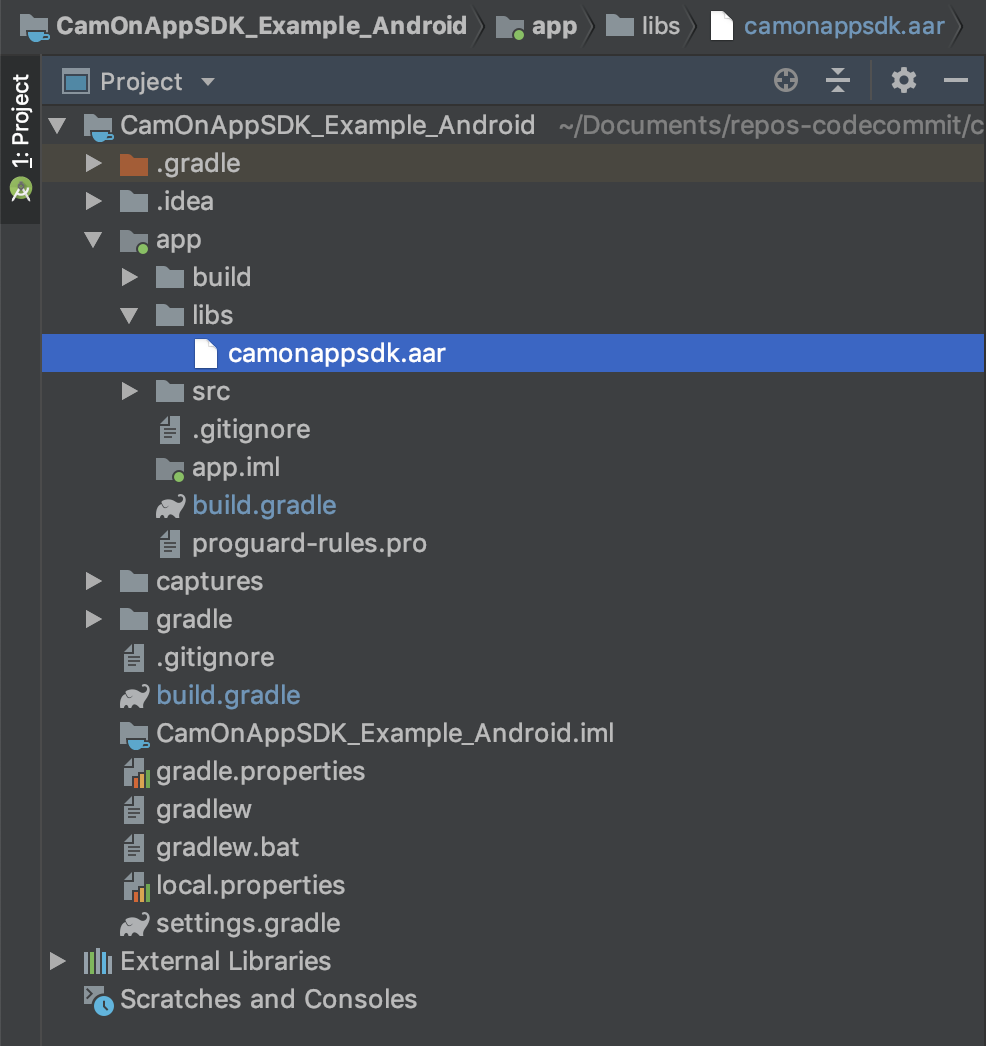 CamOnAppSDK_Example_Android app libs camonappsdk.aar
1: Project
Project
CamOnAppSDK_Example_Android ~/Documents/repos-codecommit/c
.gradle
.idea
app
build
libs
camonappsdk.aar
src
.gitignore
app.iml
build.gradle
proguard-rules.pro
captures
gradle
.gitignore
build.gradle
CamOnAppSDK_Example_Android.iml
gradle.properties
gradlew
gradlew.bat
local.properties
settings.gradle
External Libraries
Scratches and Consoles